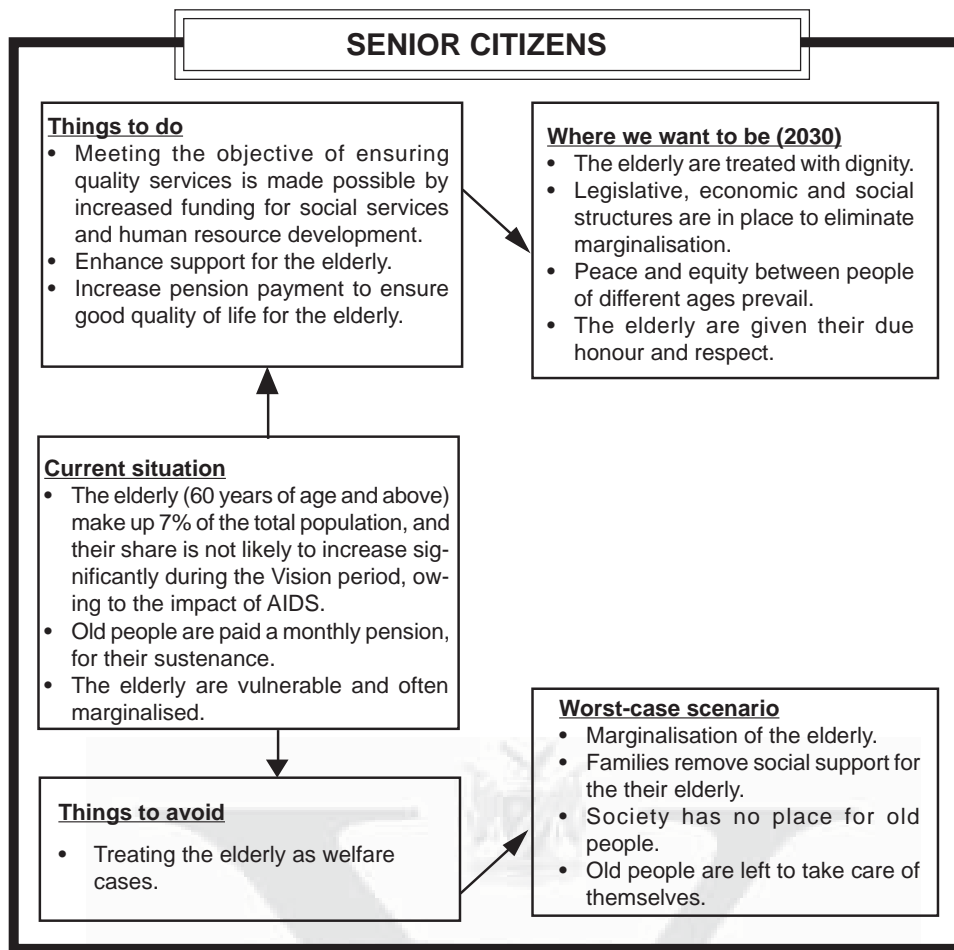 SENIOR CITIZENS
Things to do
• Meeting the objective of ensuring
quality services is made possible by
increased funding for social services
and human resource development.
• Enhance support for the elderly.
• Increase pension payment to ensure
good quality of life for the elderly.
Where we want to be (2030)
• The elderly are treated with dignity.
• Legislative, economic and social
structures are in place to eliminate
marginalisation.
• Peace and equity between people
of different ages prevail.
• The elderly are given their due
honour and respect.
Current situation
• The elderly (60 years of age and above)
make up 7% of the total population, and
their share is not likely to increase sig-
nificantly during the Vision period, ow-
ing to the impact of AIDS.
• Old people are paid a monthly pension,
for their sustenance.
• The elderly are vulnerable and often
marginalised.
Things to avoid
• Treating the elderly as welfare
cases.
Worst-case scenario
• Marginalisation of the elderly.
• Families remove social support for
the their elderly.
• Society has no place for old
people.
• Old people are left to take care of
themselves.